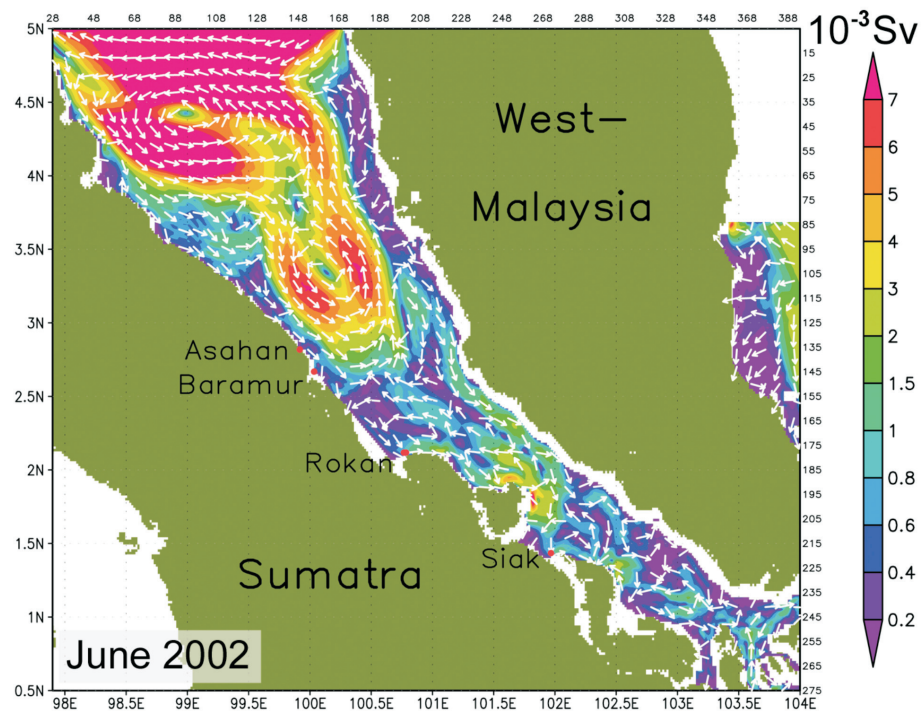 28 48 68 88 108 128 148 168 188 208 228 248 268 288 308 328 348 368 388
10⁻³Sv
5N
4.5N
4N
3.5N
3N
2.5N
2N
1.5N
1N
0.5N
West–
Malaysia
Asahan
Baramur
Rokan
Siak
Sumatra
June 2002
98E 98.5E 99E 99.5E 100E 100.5E 101E 101.5E 102E 102.5E 103E 103.5E 104E
15
25
35
45
55
65
75
85
95
105
115
125
135
145
155
165
175
185
195
205
215
225
235
245
255
265
275
7
6
5
4
3
2
1.5
1
0.8
0.6
0.5
0.4
0.2